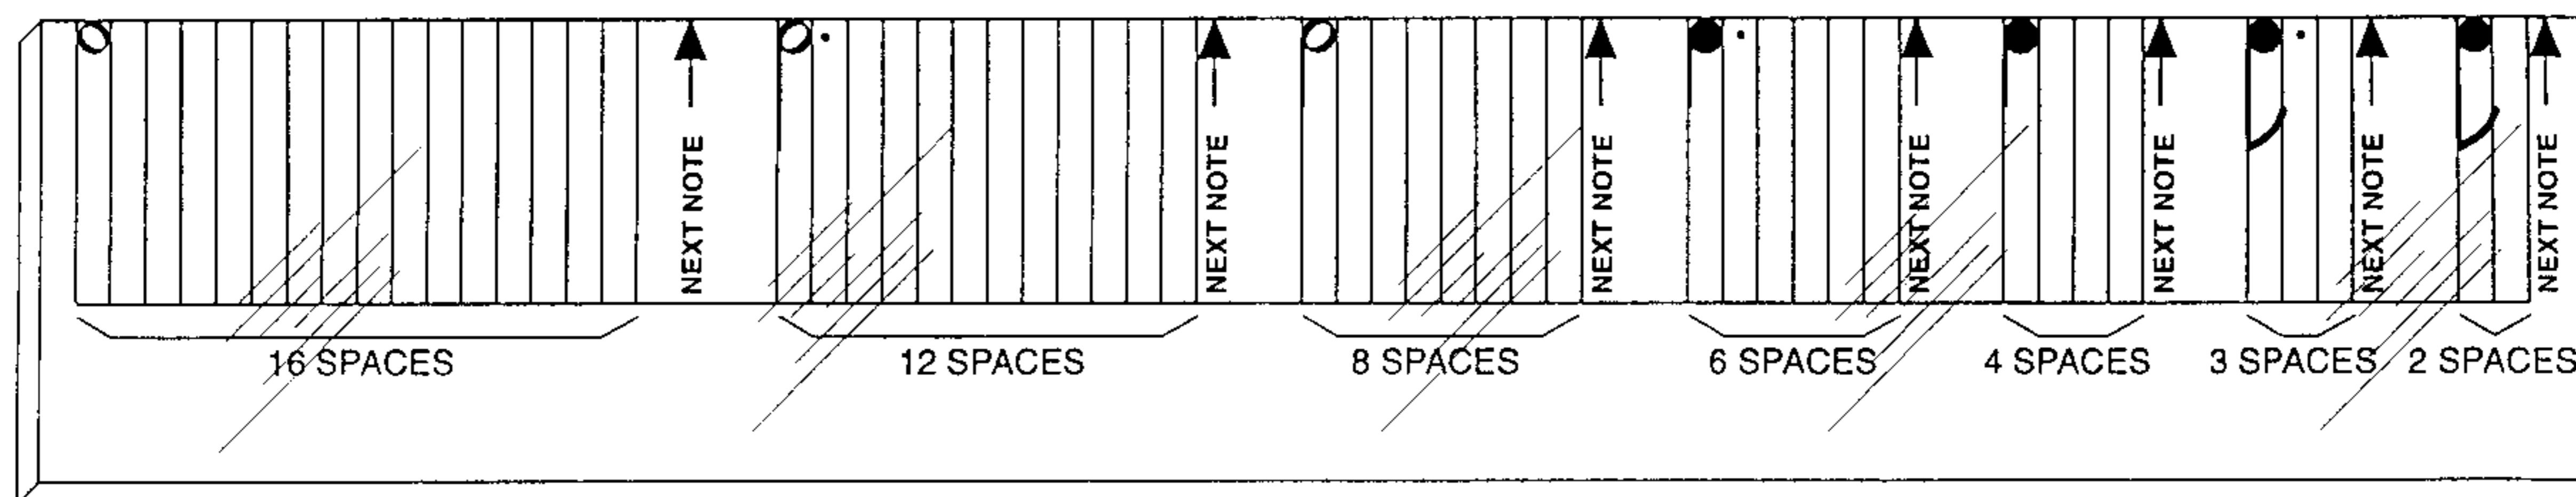 NEXT NOTE
NEXT NOTE
NEXT NOTE
NEXT NOTE
NEXT NOTE
NEXT NOTE
NEXT NOTE
16 SPACES
12 SPACES
8 SPACES
6 SPACES
4 SPACES
3 SPACES
2 SPACES